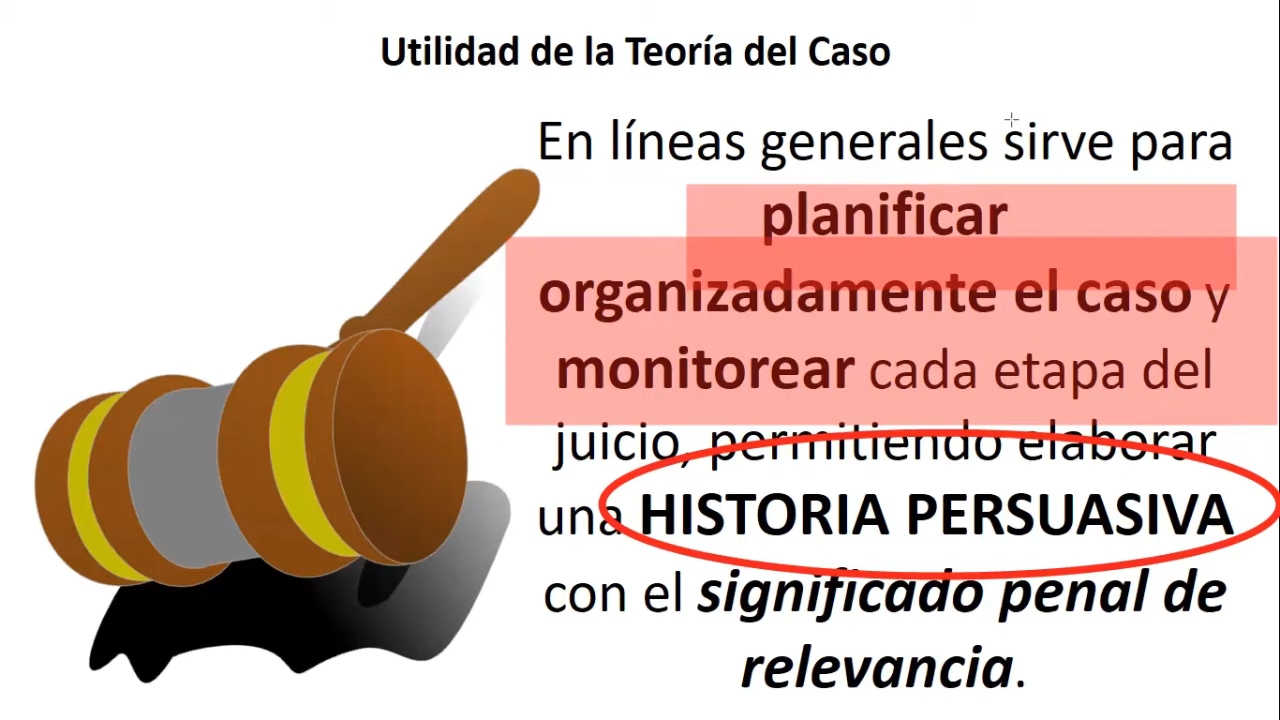 Utilidad de la Teoría del Caso
En líneas generales sirve para
planificar
organizadamente el caso y
monitorear cada etapa del
juicio, permitiendo elaborar
una HISTORIA PERSUASIVA
con el significado penal de
relevancia.